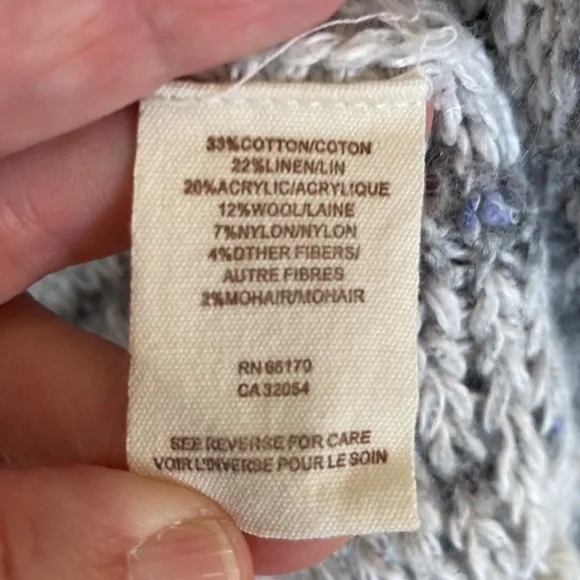 33%COTTON/COTON
22%LINEN/LIN
20%ACRYLIC/ACRYLIQUE
12%WOOL/LAINE
7%NYLON/NYLON
4%OTHER FIBERS/
AUTRE FIBRES
2%MOHAIR/MOHAIR
RN 66170
CA 32054
SEE REVERSE FOR CARE
VOIR L'INVERSE POUR LE SOIN